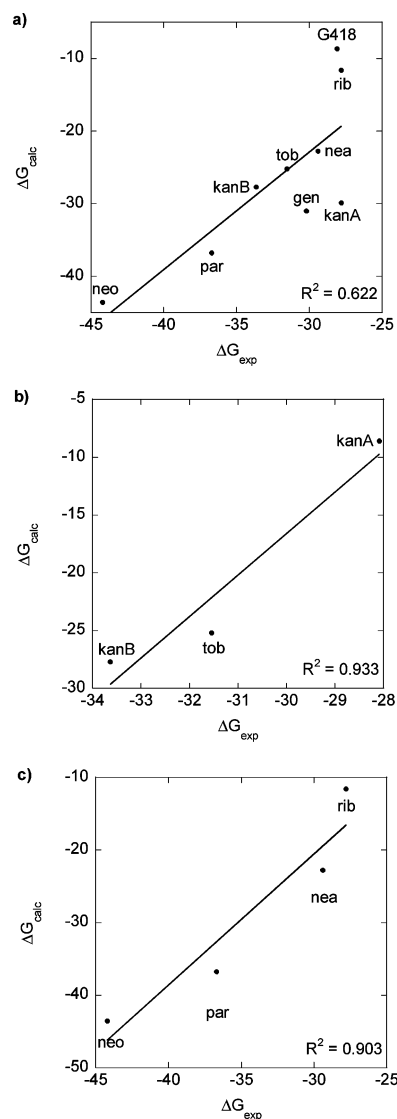 a)
G418
-10
rib
-20
tob
nea
kanB
gen
-30
kanA
par
-40
neo
R² = 0.622
-45 -40 -35 -30 -25
ΔGexp
ΔGcalc
b)
-5
kanA
-10
-15
-20
-25
kanB
tob
R² = 0.933
-30
-34 -33 -32 -31 -30 -29 -28
ΔGexp
ΔGcalc
c)
-10
rib
-20
nea
-30
par
-40
neo
R² = 0.903
-50
-45 -40 -35 -30 -25
ΔGexp
ΔGcalc